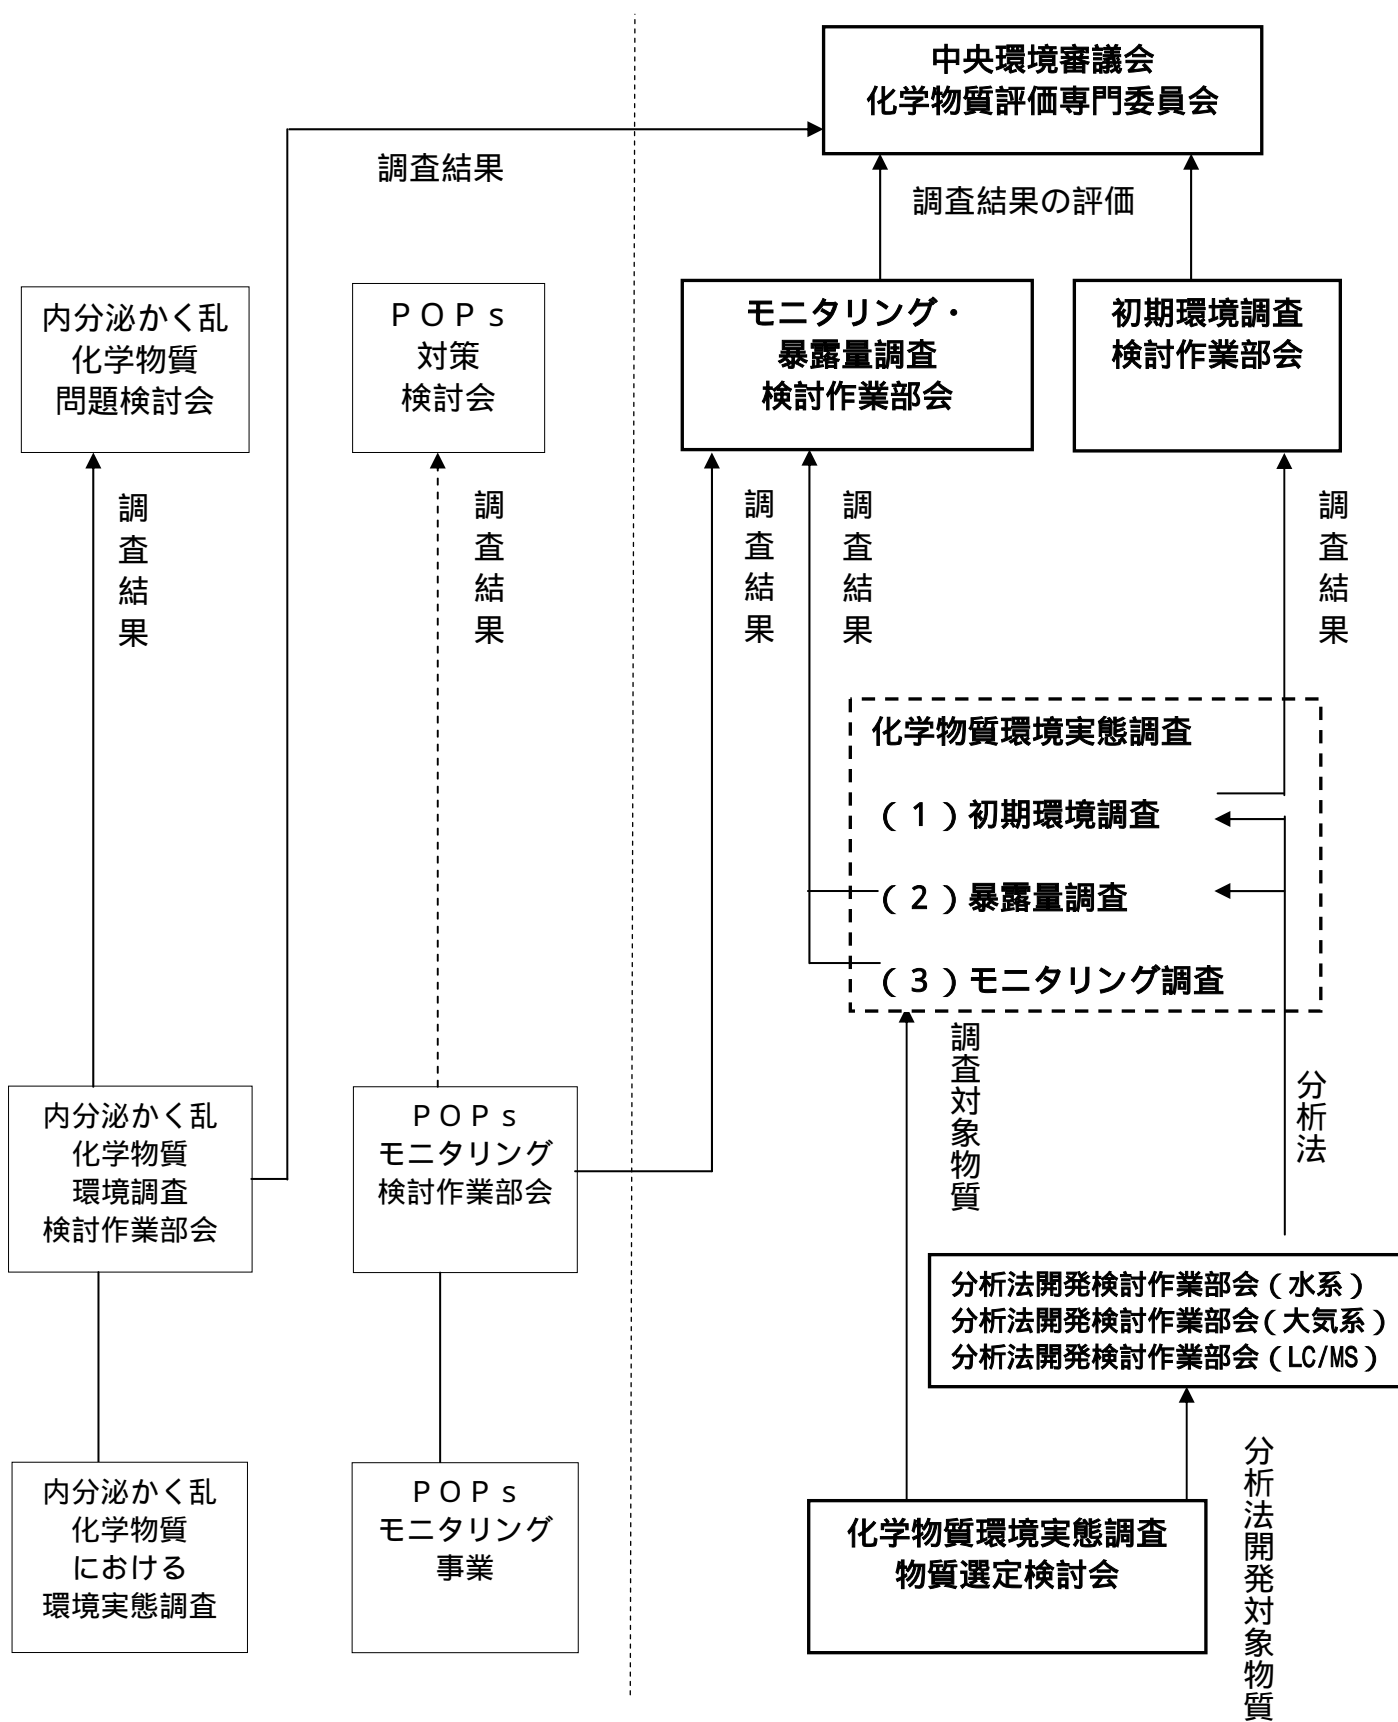 中央環境審議会
化学物質評価専門委員会
調査結果
調査結果の評価
内分泌かく乱
化学物質
問題検討会
ＰＯＰｓ
対策
検討会
モニタリング・
暴露量調査
検討作業部会
初期環境調査
検討作業部会
調査結果
調査結果
調査結果
調査結果
調査結果
化学物質環境実態調査
（１）初期環境調査
（２）暴露量調査
（３）モニタリング調査
調査対象物質
分析法
内分泌かく乱
化学物質
環境調査
検討作業部会
ＰＯＰｓ
モニタリング
検討作業部会
分析法開発検討作業部会（水系）
分析法開発検討作業部会（大気系）
分析法開発検討作業部会（LC/MS）
分析法開発対象物質
内分泌かく乱
化学物質
における
環境実態調査
ＰＯＰｓ
モニタリング
事業
化学物質環境実態調査
物質選定検討会